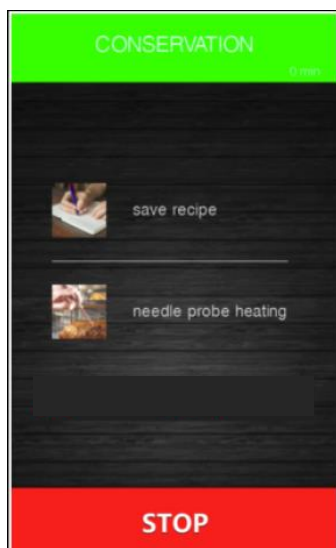 CONSERVATION
0 min
save recipe
needle probe heating
STOP